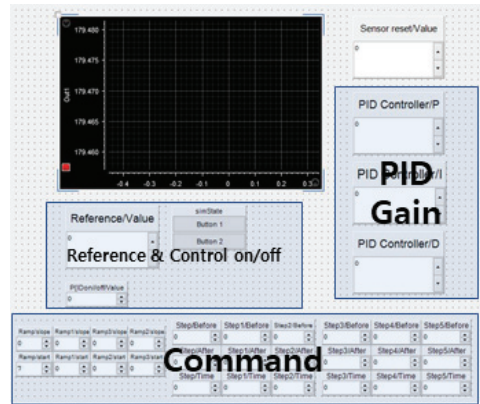 179.480
179.475
179.470
179.465
179.460
Out1
-0.4 -0.3 -0.2 -0.1 0 0.1 0.2 0.3
Sensor reset/Value
0
PID Controller/P
0
PID Controller/I
0
PID Controller/D
0
PID
Gain
Reference/Value
0
simState
Button 1
Button 2
Reference & Control on/off
PIDon/off/Value
0
Ramp/slope Ramp1/slope Ramp3/slope Ramp2/slope
0 0 0 0
Ramp/start Ramp1/start Ramp2/start Ramp3/start
0 0 0
Step/Before Step1/Before Step2/Before Step3/Before Step4/Before Step5/Before
0 0 0 0 0 0
Step/After Step1/After Step2/After Step3/After Step4/After Step5/After
0 0 0 0
Step/Time Step1/Time Step2/Time Step3/Time Step4/Time Step5/Time
0 0 0 0 0 0
Command